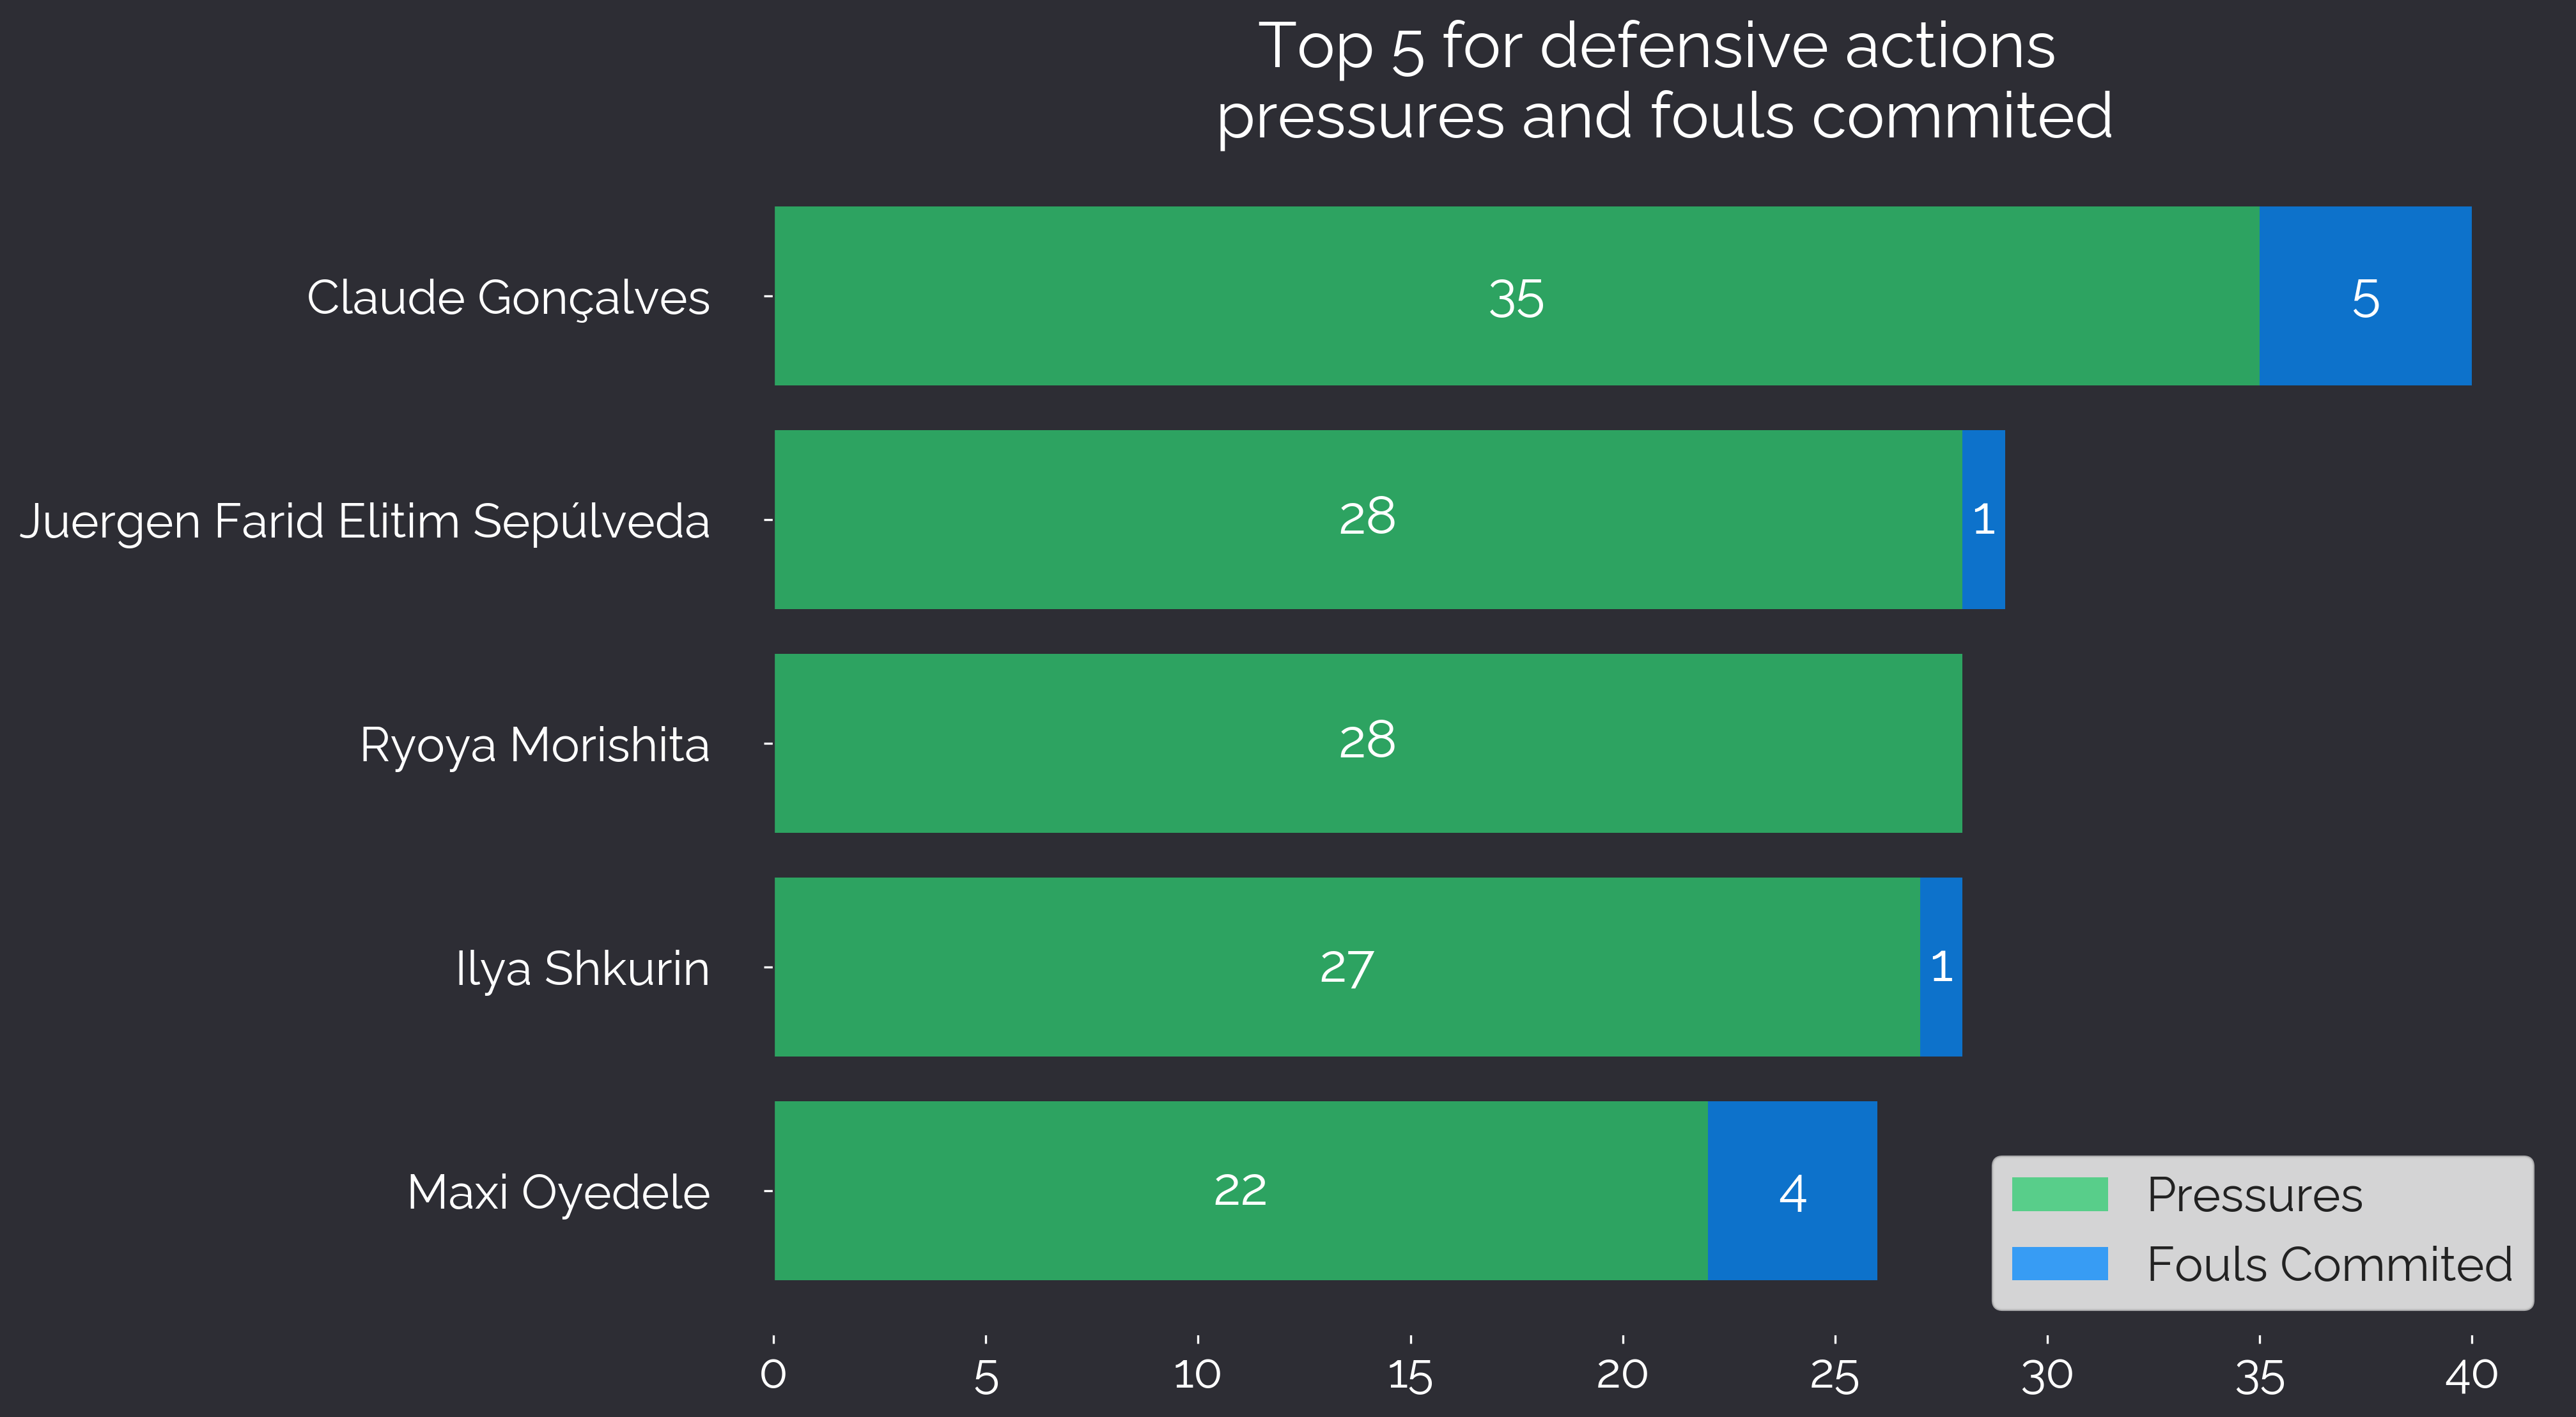 Top 5 for defensive actions
pressures and fouls commited
Claude Gonçalves
35
5
Juergen Farid Elitim Sepúlveda
28
1
Ryoya Morishita
28
Ilya Shkurin
27
1
Maxi Oyedele
22
4
Pressures
Fouls Commited
0 5 10 15 20 25 30 35 40